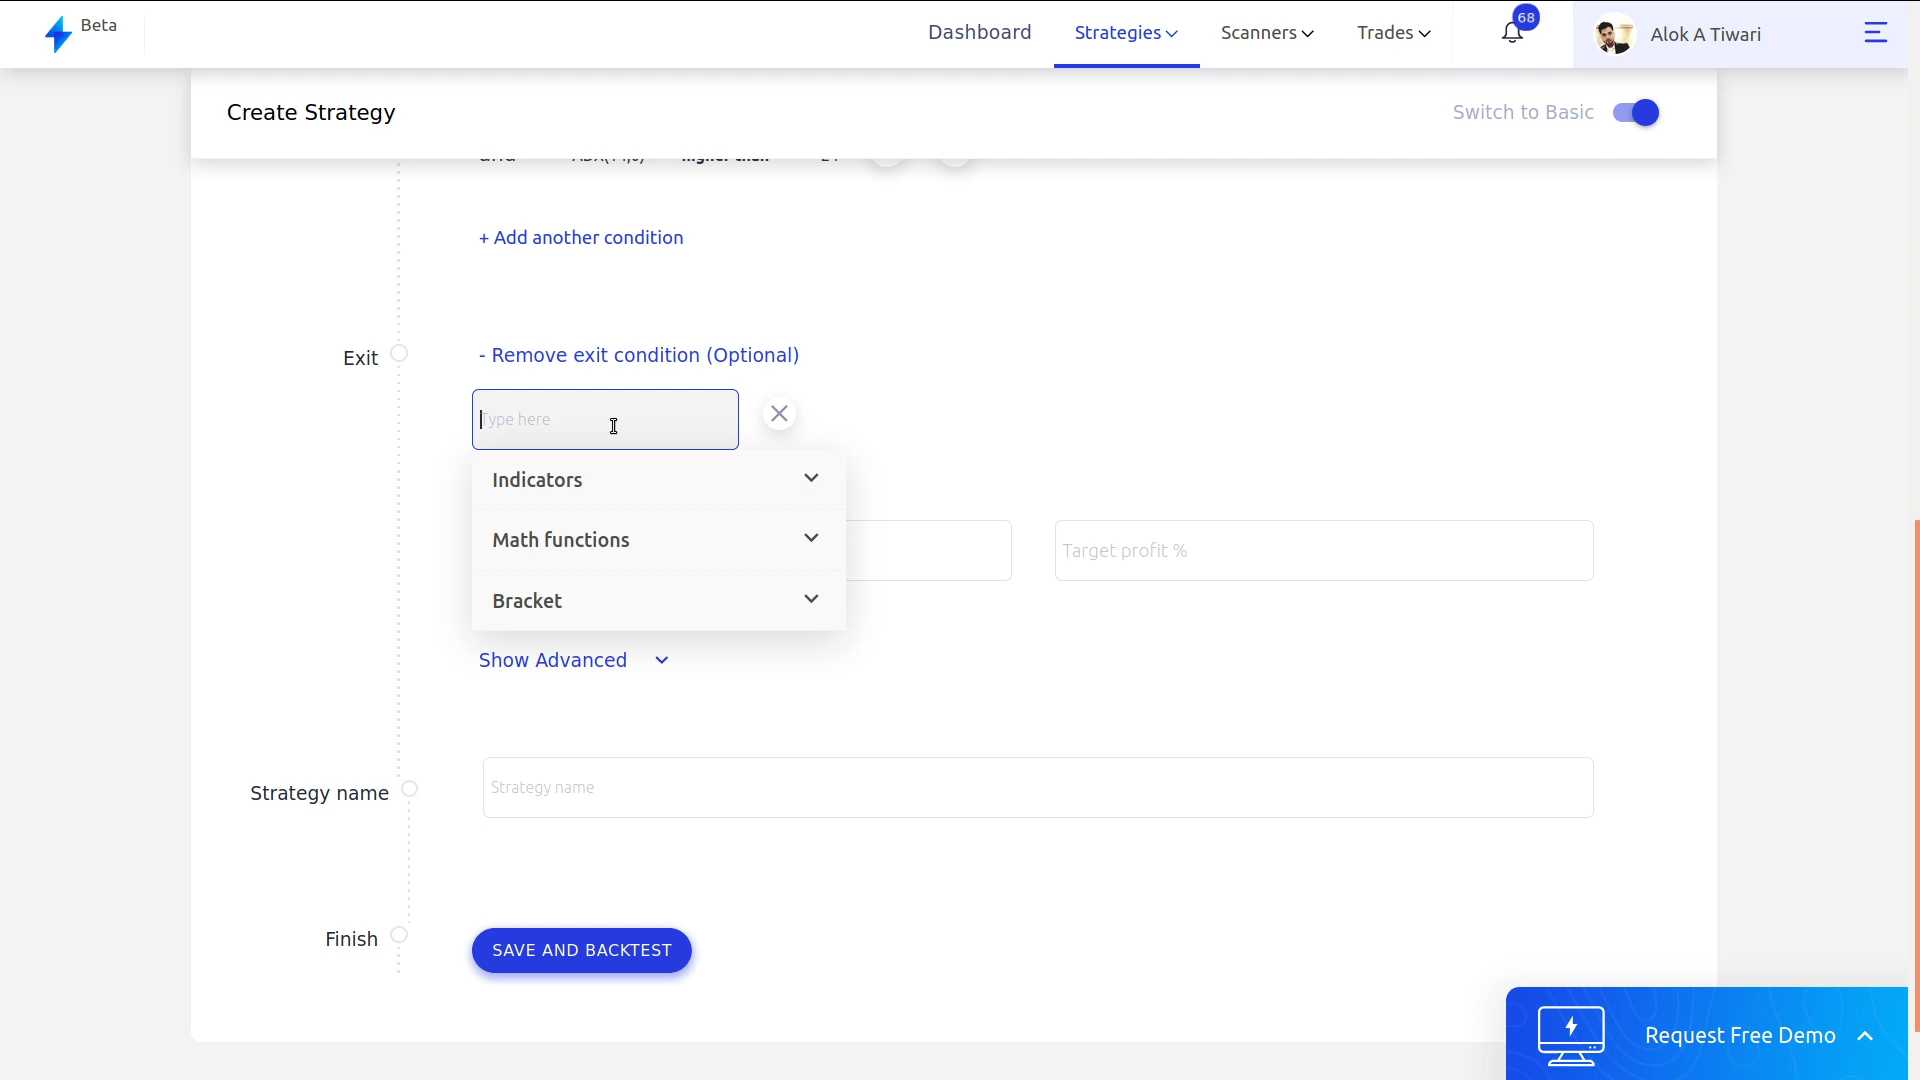 Beta
Dashboard
Strategies
Scanners
Trades
68
Alok A Tiwari
Create Strategy
Switch to Basic
higher than
+ Add another condition
Exit
- Remove exit condition (Optional)
Type here
Indicators
Math functions
Bracket
Target profit %
Show Advanced
Strategy name
Strategy name
Finish
SAVE AND BACKTEST
Request Free Demo